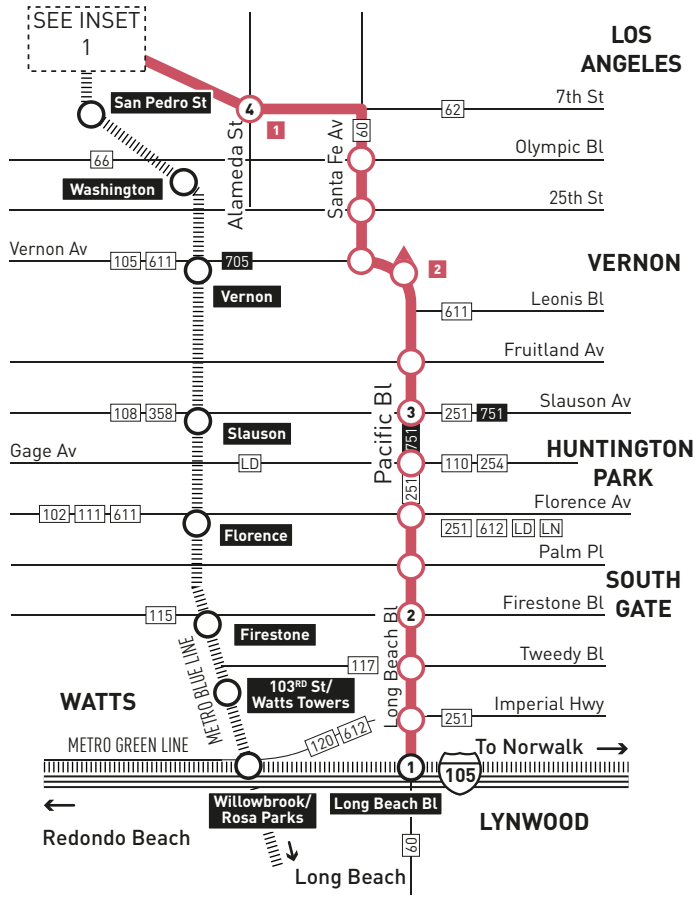 SEE INSET
1
LOS
ANGELES
San Pedro St
4
1
62
7th St
Alameda St
Santa Fe Av
60
66
Olympic Bl
Washington
25th St
Vernon Av
105
611
705
2
VERNON
Vernon
611
Leonis Bl
Fruitland Av
Pacific Bl
108
358
3
251
751
Slauson Av
Slauson
751
Gage Av
LD
110
254
HUNTINGTON
PARK
251
102
111
611
Florence Av
Florence
251
612
LD
LN
Palm Pl
SOUTH
GATE
115
2
Firestone Bl
Firestone
METRO BLUE LINE
Long Beach Bl
117
Tweedy Bl
103RD St/
Watts Towers
WATTS
251
Imperial Hwy
120
612
METRO GREEN LINE
To Norwalk
1
105
Willowbrook/
Rosa Parks
Long Beach Bl
LYNWOOD
Redondo Beach
60
Long Beach